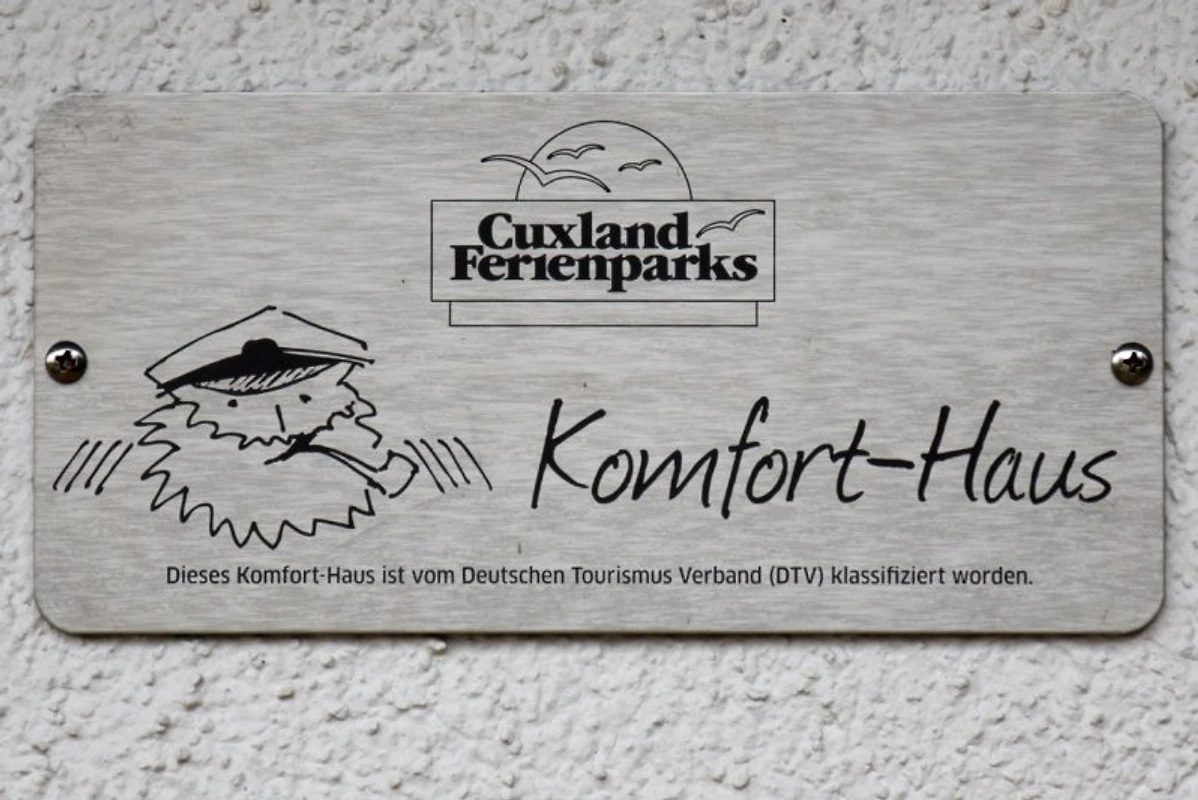 Cuxland
Ferienparks
Komfort-Haus
Dieses Komfort-Haus ist vom Deutschen Tourismus Verband (DTV) klassifiziert worden.